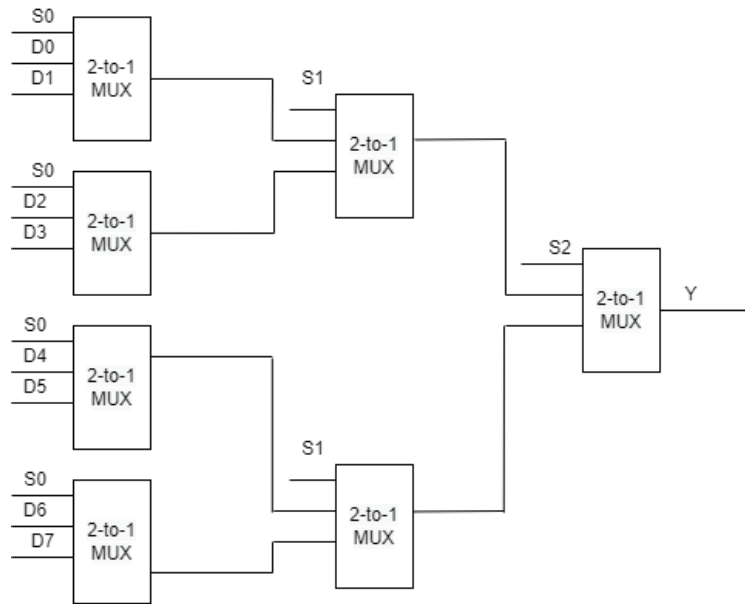 S0
D0
D1
2-to-1
MUX
S1
2-to-1
MUX
S0
D2
D3
2-to-1
MUX
S2
2-to-1
MUX
Y
S0
D4
D5
2-to-1
MUX
S1
2-to-1
MUX
S0
D6
D7
2-to-1
MUX